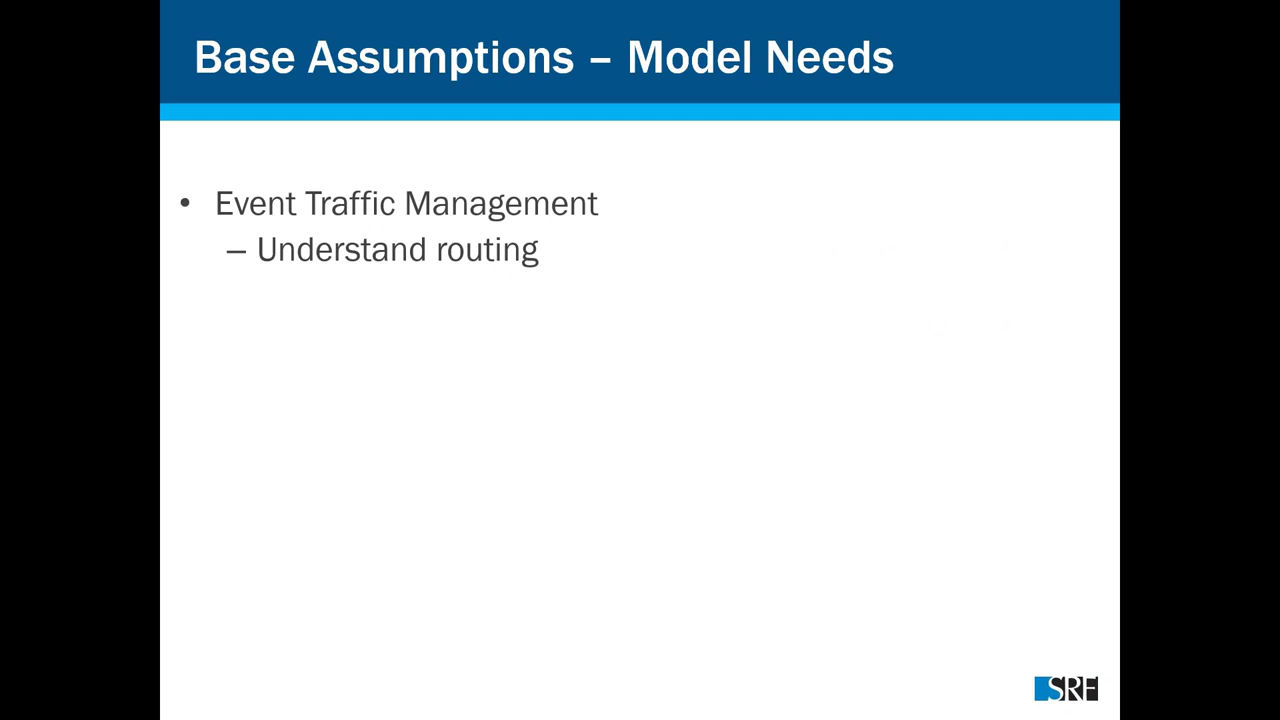 Base Assumptions – Model Needs
• Event Traffic Management
– Understand routing
SRF